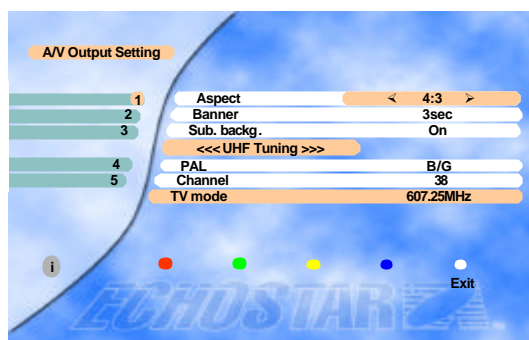 A/V Output Setting
1 Aspect 4:3
2 Banner 3sec
3 Sub. backg. On
<<< UHF Tuning >>>
4 PAL B/G
5 Channel 38
TV mode 607.25MHz
i
Exit
ECHOSTAR